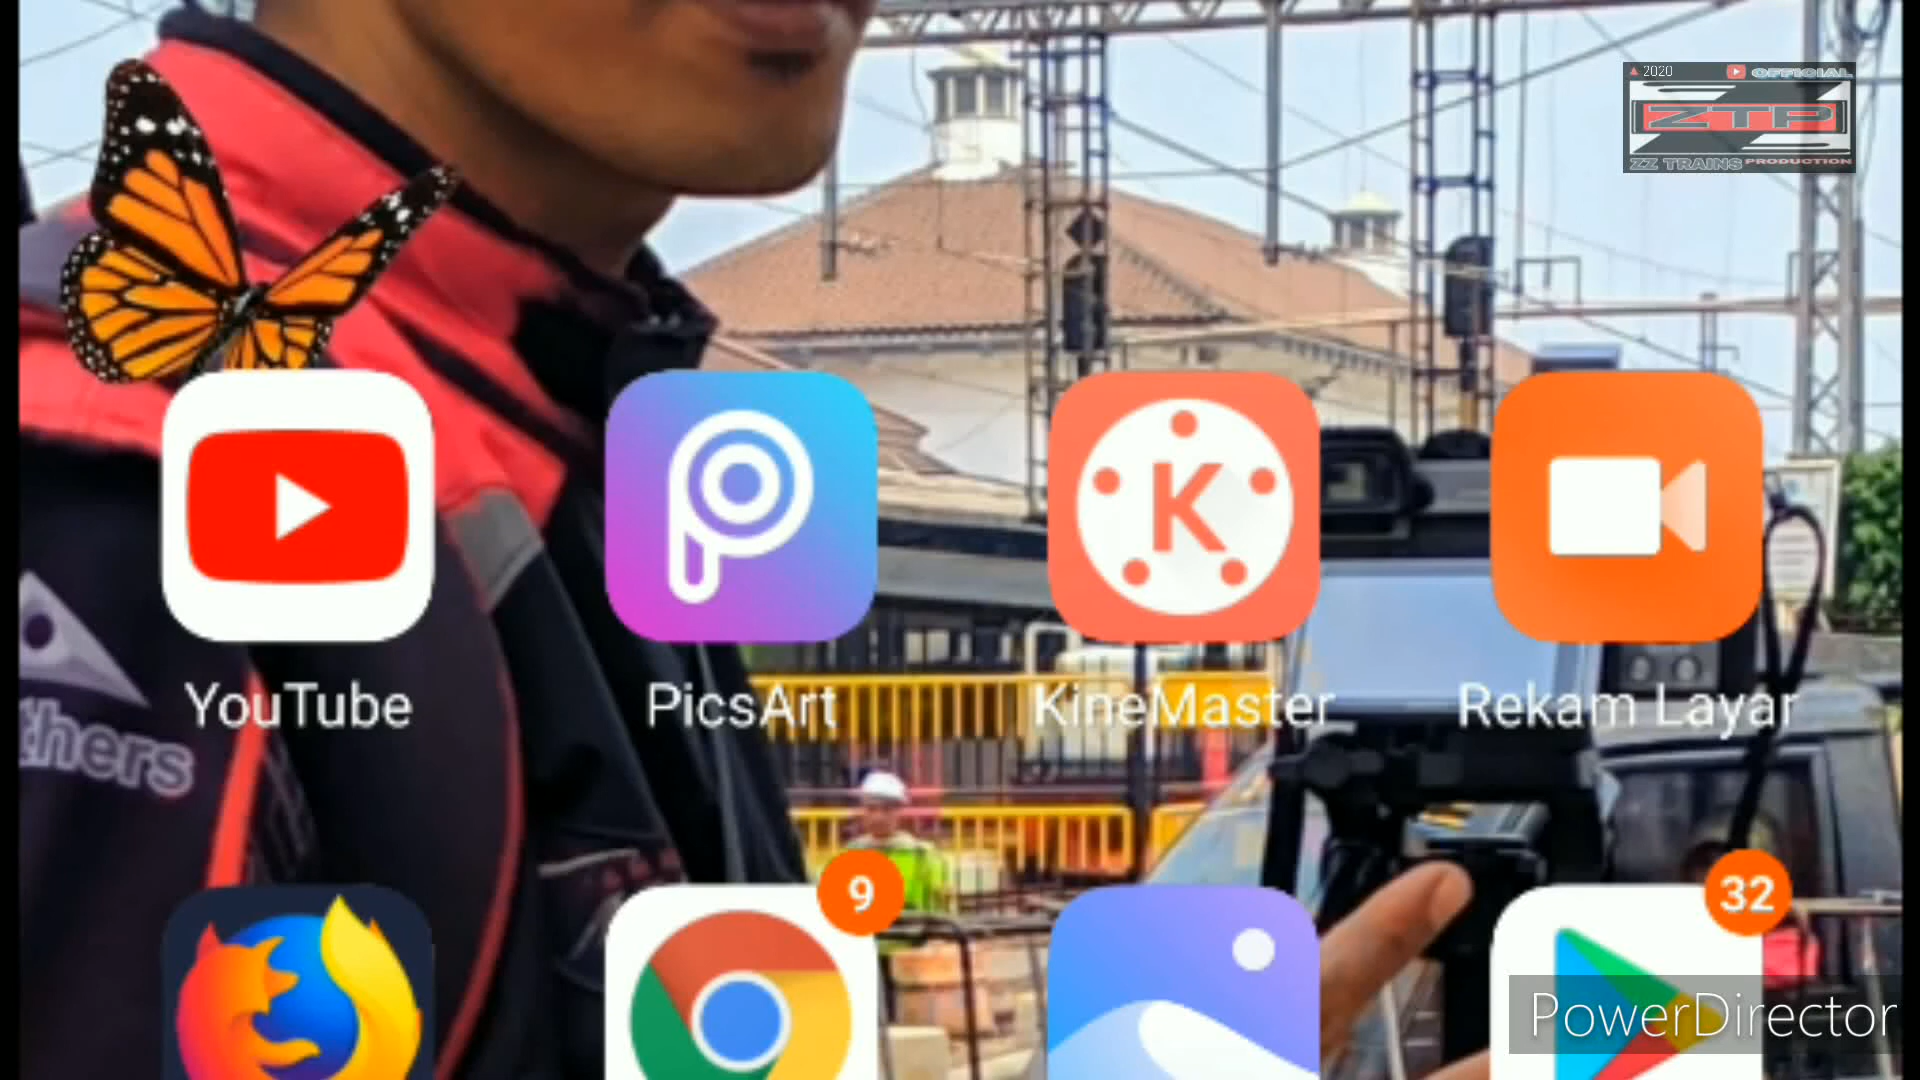 2020 OFFICIAL
ZTP
ZZ TRAINS PRODUCTION
K
YouTube PicsArt KineMaster Rekam Layar
thers
9 32
PowerDirector